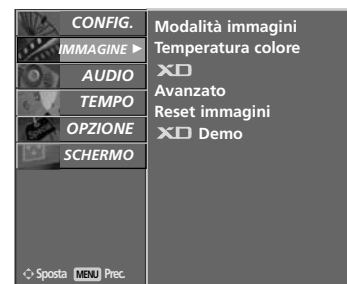 CONFIG.
IMMAGINE ►
AUDIO
TEMPO
OPZIONE
SCHERMO
Sposta MENU Prec.
Modalità immagini
Temperatura colore
XD
Avanzato
Reset immagini
XD Demo